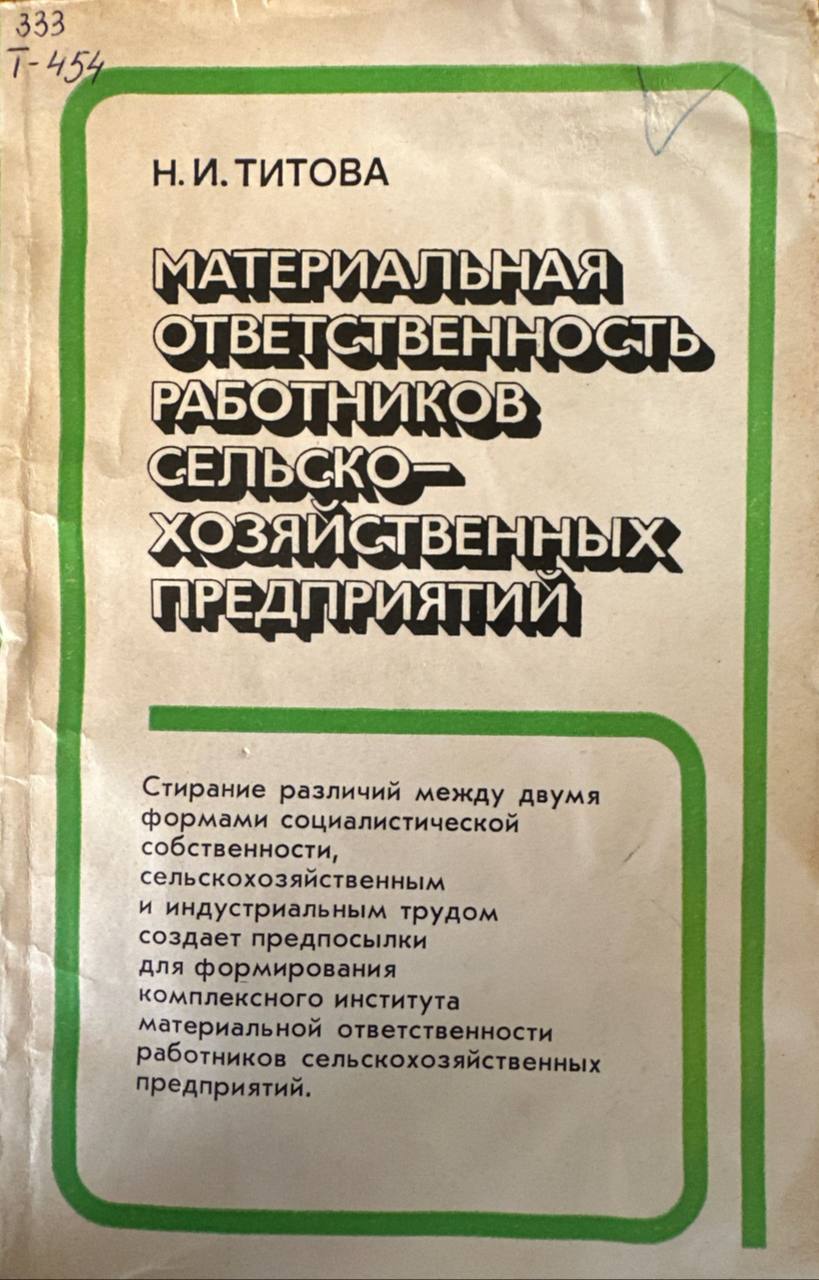 333
Т-454
Н. И. ТИТОВА
МАТЕРИАЛЬНАЯ
ОТВЕТСТВЕННОСТЬ
РАБОТНИКОВ
СЕЛЬСКО-
ХОЗЯЙСТВЕННЫХ
ПРЕДПРИЯТИЙ
Стирание различий между двумя
формами социалистической
собственности,
сельскохозяйственным
и индустриальным трудом
создает предпосылки
для формирования
комплексного института
материальной ответственности
работников сельскохозяйственных
предприятий.